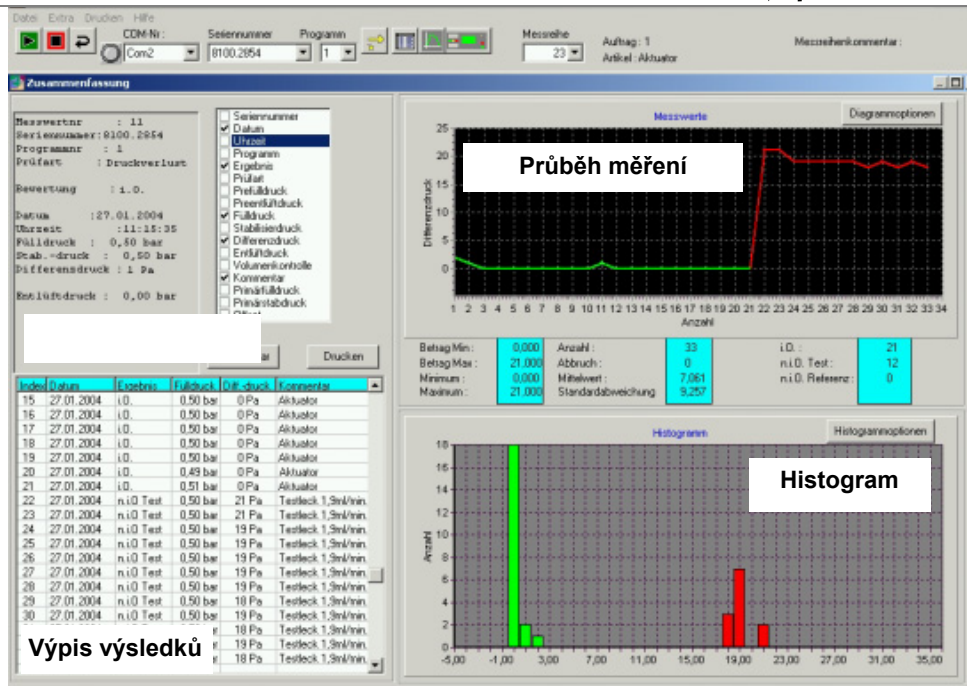 Datei Extra Drucken Hilfe
COM-Nr: Seriennummer Programm Messreihe
Com2 8100.2854 1 23
Auftrag: 1
Artikel: Aktuator
Messreihenkommentar:
Zusammenfassung
Messwertnr : 11
Seriennummer:8100.2854
Programmnr : 1
Prüfart : Druckverlust
Bewertung : i.O.
Datum :27.01.2004
Uhrzeit :11:15:35
Fülldruck : 0,50 bar
Stab.-druck : 0,50 bar
Differensdruck : 1 Pa
Entlüftdruck : 0,00 bar
Seriennummer
Datum
Uhrzeit
Programm
Ergebnis
Prüfart
Prefülldruck
Preentlüftdruck
Fülldruck
Stabilisierdruck
Differenzdruck
Entlüftdruck
Volumenkontrolle
Kommentar
Primärfülldruck
Primärstabdruck
Drucken
Index Datum Ergebnis Fülldruck Diff.-druck Kommentar
15 27.01.2004 i.O. 0,50 bar 0 Pa Aktuator
16 27.01.2004 i.O. 0,50 bar 0 Pa Aktuator
17 27.01.2004 i.O. 0,50 bar 0 Pa Aktuator
18 27.01.2004 i.O. 0,50 bar 0 Pa Aktuator
19 27.01.2004 i.O. 0,50 bar 0 Pa Aktuator
20 27.01.2004 i.O. 0,49 bar 0 Pa Aktuator
21 27.01.2004 i.O. 0,51 bar 0 Pa Aktuator
22 27.01.2004 n.i.O Test 0,50 bar 21 Pa Testleck 1,9ml/min.
23 27.01.2004 n.i.O Test 0,50 bar 21 Pa Testleck 1,9ml/min.
24 27.01.2004 n.i.O Test 0,50 bar 19 Pa Testleck 1,9ml/min.
25 27.01.2004 n.i.O Test 0,50 bar 19 Pa Testleck 1,9ml/min.
26 27.01.2004 n.i.O Test 0,50 bar 19 Pa Testleck 1,9ml/min.
27 27.01.2004 n.i.O Test 0,50 bar 19 Pa Testleck 1,9ml/min.
28 27.01.2004 n.i.O Test 0,50 bar 19 Pa Testleck 1,9ml/min.
29 27.01.2004 n.i.O Test 0,50 bar 18 Pa Testleck 1,9ml/min.
30 27.01.2004 n.i.O Test 0,50 bar 19 Pa Testleck 1,9ml/min.
18 Pa Testleck 1,9ml/min.
19 Pa Testleck 1,9ml/min.
18 Pa Testleck 1,9ml/min.
Výpis výsledků
Messwerte
Diagrammoptionen
Průběh měření
Differenzdruck
25
20
15
10
5
0
1 2 3 4 5 6 7 8 9 10 11 12 13 14 15 16 17 18 19 20 21 22 23 24 25 26 27 28 29 30 31 32 33 34
Anzahl
Betrag Min : 0,000 Anzahl : 33 i.O. : 21
Betrag Max : 21,000 Abbruch : 0 n.i.O. Test : 12
Minimum : 0,000 Mittelwert : 7,061 n.i.O. Referenz : 0
Maximum : 21,000 Standardabweichung 9,257
Histogramm
Histogrammoptionen
Histogram
Anzahl
18
16
14
12
10
8
6
4
2
0
-5,00 -1,00 3,00 7,00 11,00 15,00 19,00 23,00 27,00 31,00 35,00